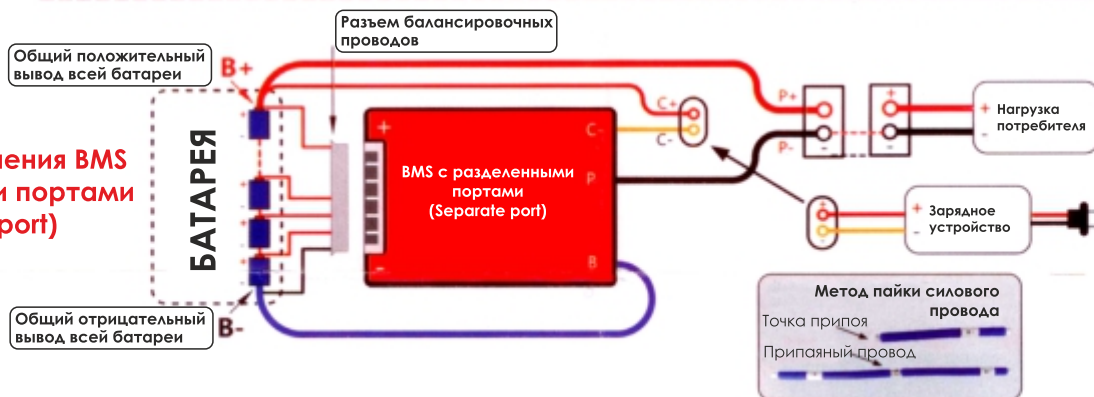 Разъем балансировочных
проводов
Общий положительный
вывод всей батареи
B+
БАТАРЕЯ
ения BMS
и портами
port)
+
-
BMS с разделенными
портами
(Separate port)
C-
P
B
C+
C-
P+
P-
+
-
+
-
Нагрузка
потребителя
+
-
+
-
Зарядное
устройство
Общий отрицательный
вывод всей батареи
B-
Метод пайки силового
провода
Точка припоя
Припаяный провод